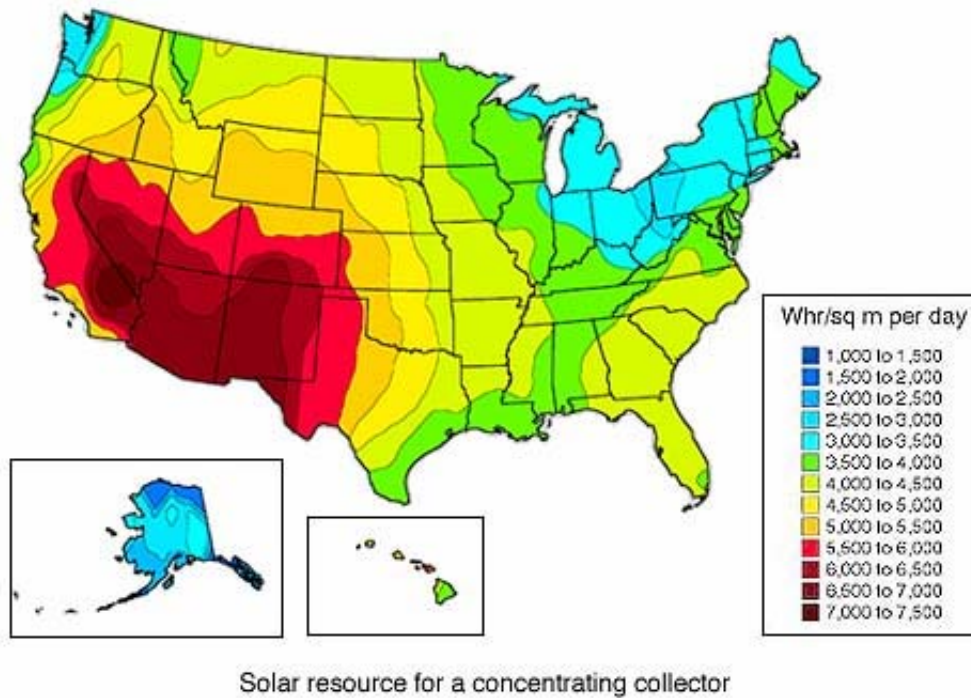 Whr/sq m per day
1,000 to 1,500
1,500 to 2,000
2,000 to 2,500
2,500 to 3,000
3,000 to 3,500
3,500 to 4,000
4,000 to 4,500
4,500 to 5,000
5,000 to 5,500
5,500 to 6,000
6,000 to 6,500
6,500 to 7,000
7,000 to 7,500
Solar resource for a concentrating collector